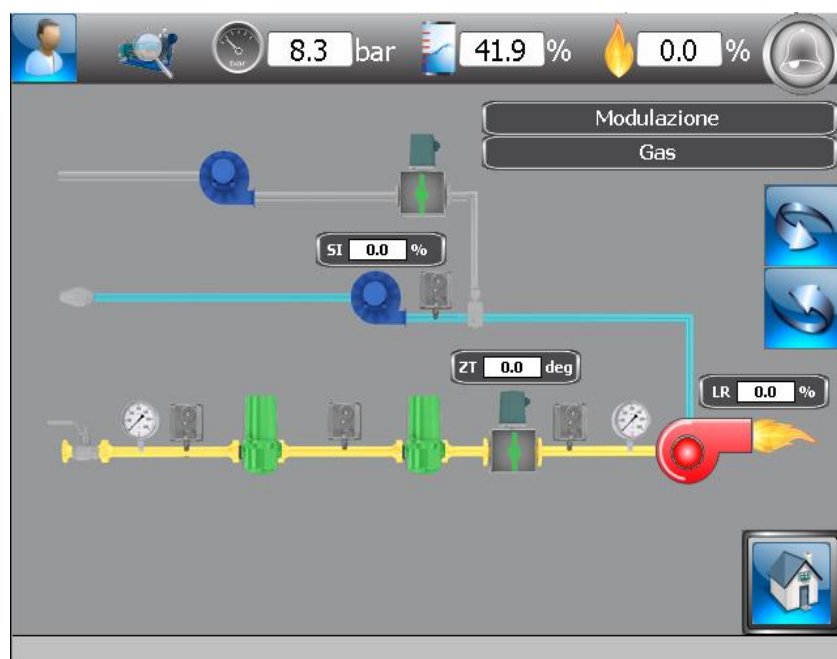 8.3 bar 41.9 % 0.0 %
bar
Modulazione
Gas
SI 0.0 %
ZT 0.0 deg
LR 0.0 %